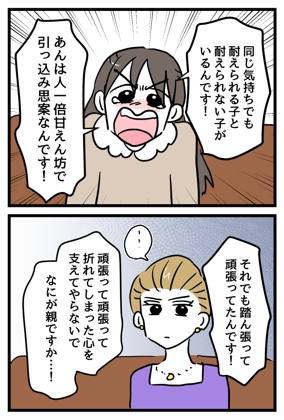 同じ気持ちでも
耐えられる子と
耐えられない子が
いるんです!
あんは人一倍甘えん坊で
引っ込み思案なんです!
!
それでも踏ん張って
頑張ってたんです!
頑張って頑張って
折れてしまった心を
支えてやらないで
なにが親ですか…!